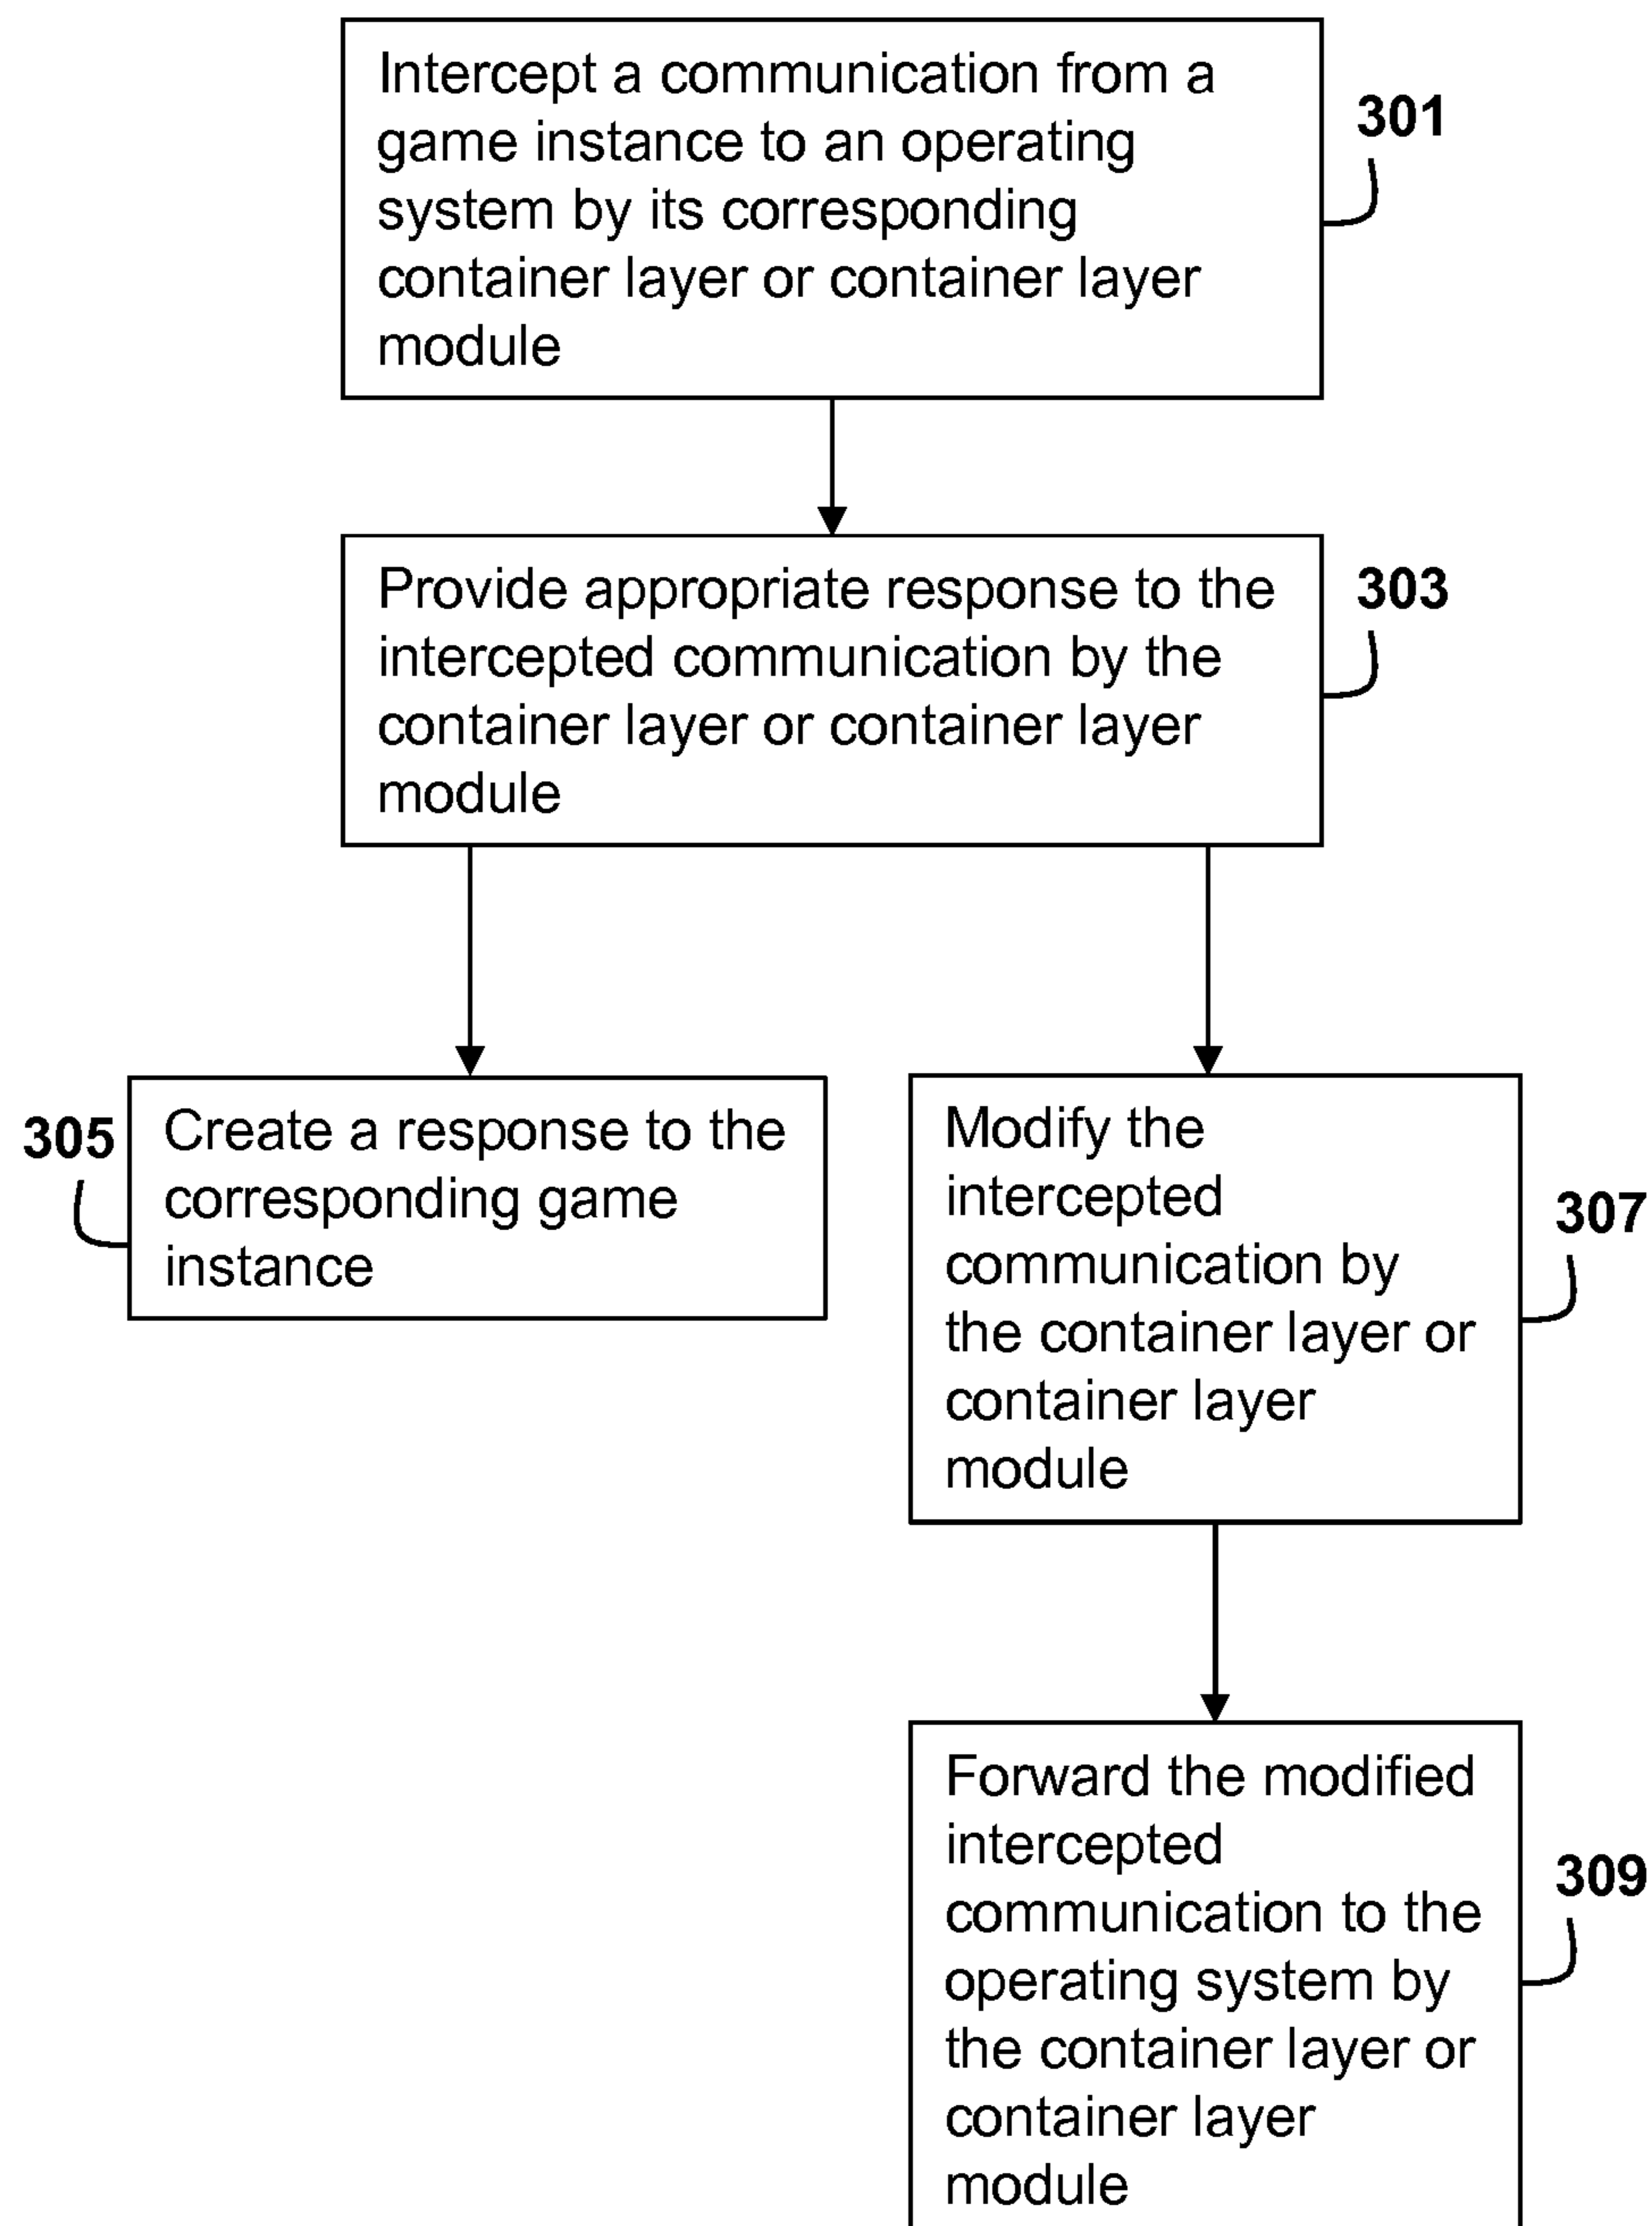 Intercept a communication from a
game instance to an operating
system by its corresponding
container layer or container layer
module
301
Provide appropriate response to the
intercepted communication by the
container layer or container layer
module
303
305
Create a response to the
corresponding game
instance
Modify the
intercepted
communication by
the container layer or
container layer
module
307
Forward the modified
intercepted
communication to the
operating system by
the container layer or
container layer
module
309